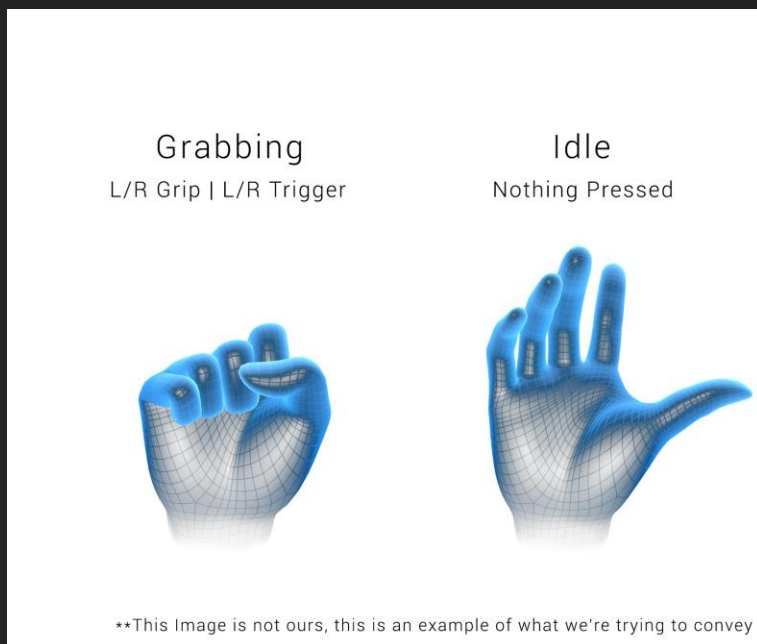 Grabbing
L/R Grip | L/R Trigger
Idle
Nothing Pressed
**This Image is not ours, this is an example of what we're trying to convey